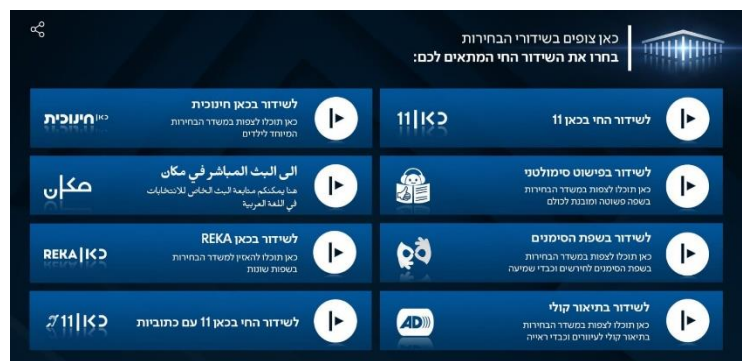 כאן צופים בשידורי הבחירות
בחרו את השידור החי המתאים לכם:
לשידור החי בכאן 11
כאן|11
לשידור בפישוט סימולטני
כאן תוכלו לצפות במשדר הבחירות
בשפה פשוטה ומובנת לכולם
לשידור בשפת הסימנים
כאן תוכלו לצפות במשדר הבחירות
בשפת הסימנים לחירשים וכבדי שמיעה
לשידור בתיאור קולי
כאן תוכלו לצפות במשדר הבחירות
בתיאור קולי לעיוורים וכבדי ראייה
AD
לשידור בכאן חינוכית
כאן תוכלו לצפות במשדר הבחירות
המיוחד לילדים
כאן חינוכית
الى البث المباشر في مكان
هنا يمكنكم متابعة البث الخاص للانتخابات
في اللغة العربية
مكان
לשידור בכאן REKA
כאן תוכלו להאזין למשדר הבחירות
בשפות שונות
כאן|REKA
לשידור החי בכאן 11 עם כתוביות
כאן|11